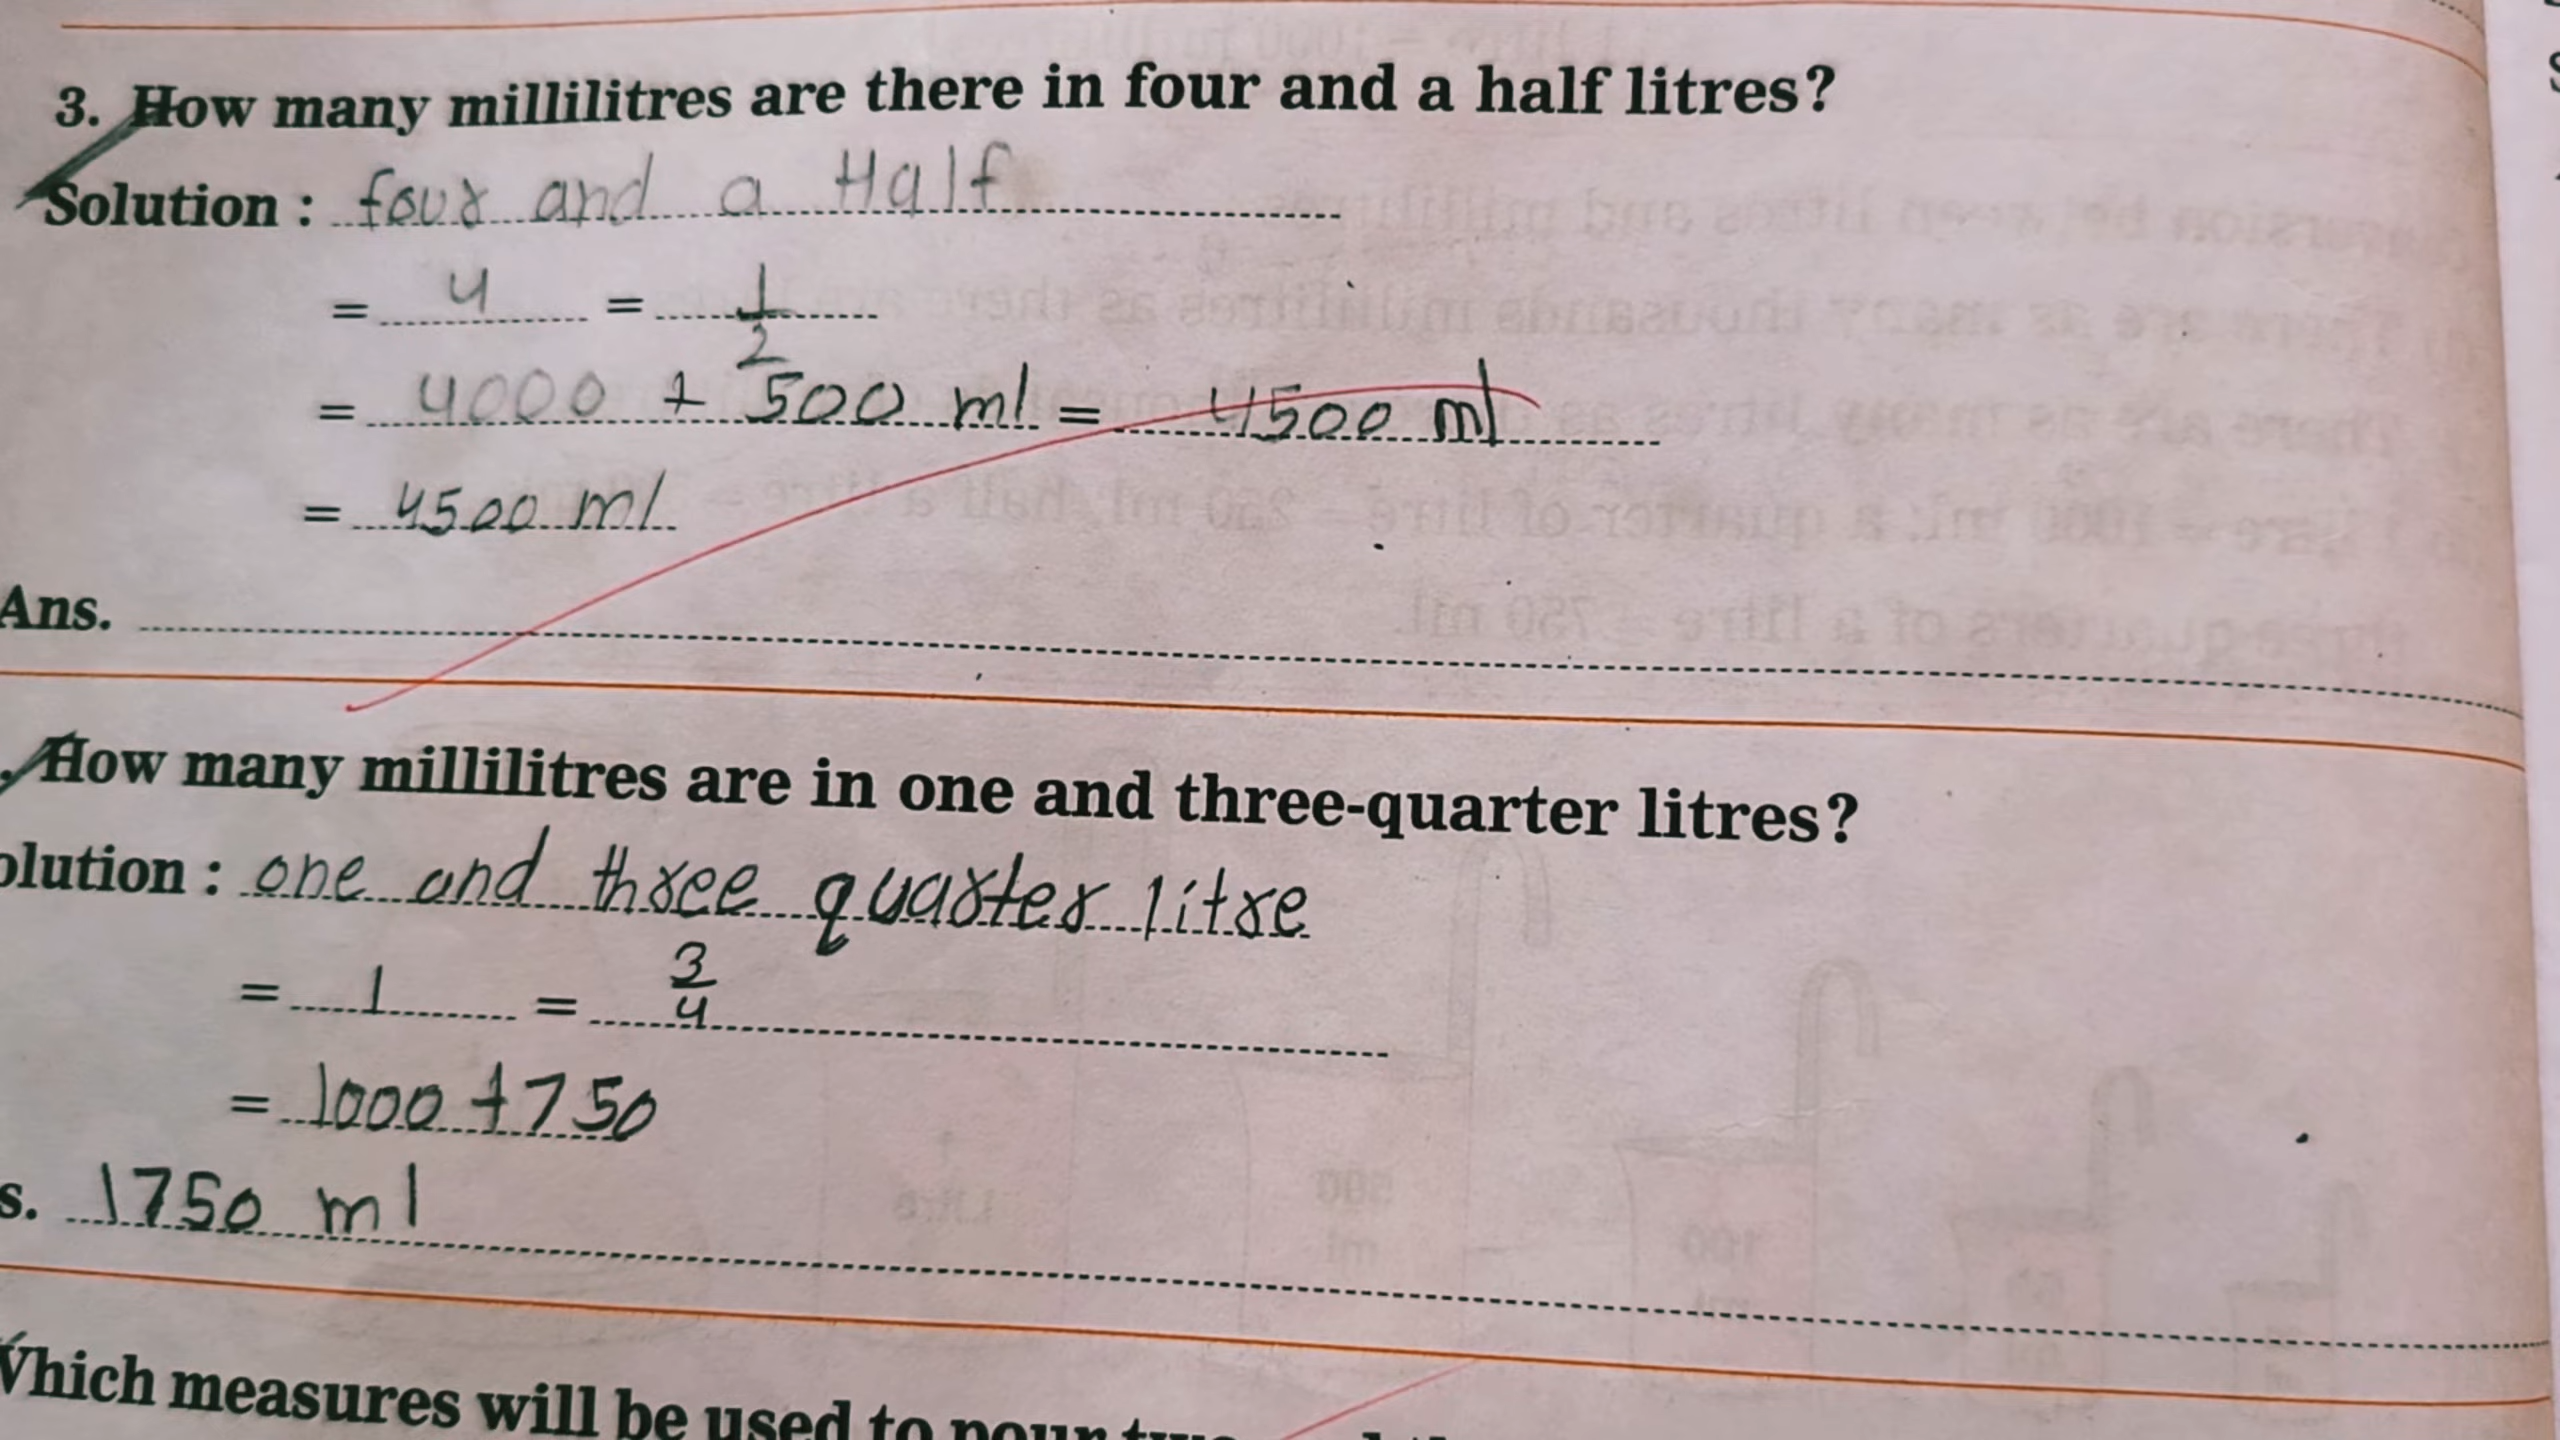 3. How many millilitres are there in four and a half litres?
Solution : four and a Half
= 4 = 1/2
= 4000 + 500 ml = 4500 ml
= 4500 ml
Ans.
How many millilitres are in one and three-quarter litres?
olution : one and three quarter litre
= 1 = 3/4
= 1000 + 750
s. 1750 ml
Which measures will be used to pour two